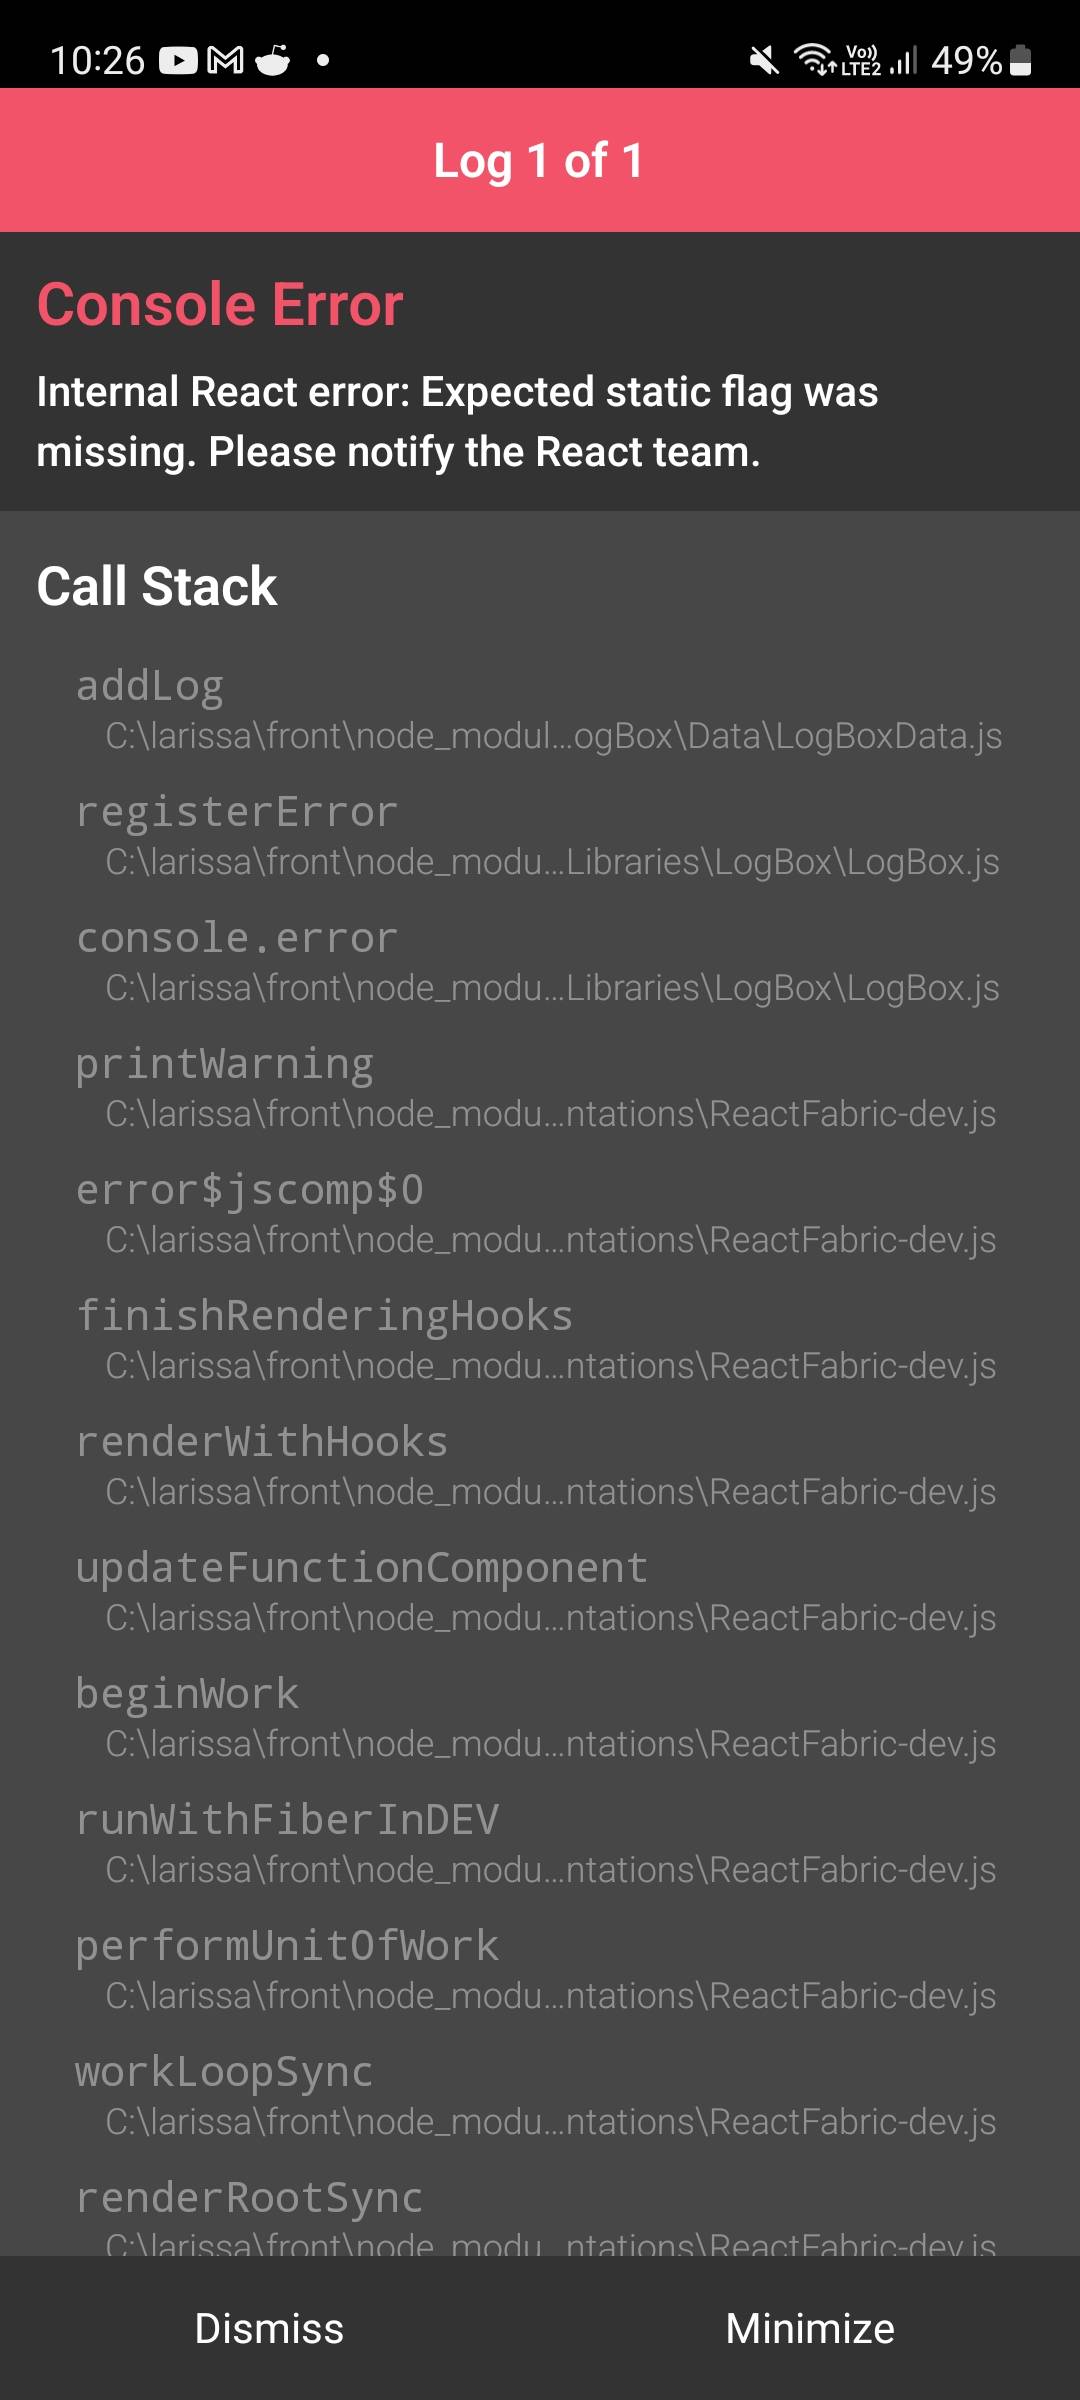 10:26
Vo)) LTE2 49%
Log 1 of 1
Console Error
Internal React error: Expected static flag was
missing. Please notify the React team.
Call Stack
addLog
C:\larissa\front\node_modul...ogBox\Data\LogBoxData.js
registerError
C:\larissa\front\node_modu...Libraries\LogBox\LogBox.js
console.error
C:\larissa\front\node_modu...Libraries\LogBox\LogBox.js
printWarning
C:\larissa\front\node_modu...ntations\ReactFabric-dev.js
error$jscomp$0
C:\larissa\front\node_modu...ntations\ReactFabric-dev.js
finishRenderingHooks
C:\larissa\front\node_modu...ntations\ReactFabric-dev.js
renderWithHooks
C:\larissa\front\node_modu...ntations\ReactFabric-dev.js
updateFunctionComponent
C:\larissa\front\node_modu...ntations\ReactFabric-dev.js
beginWork
C:\larissa\front\node_modu...ntations\ReactFabric-dev.js
runWithFiberInDEV
C:\larissa\front\node_modu...ntations\ReactFabric-dev.js
performUnitOfWork
C:\larissa\front\node_modu...ntations\ReactFabric-dev.js
workLoopSync
C:\larissa\front\node_modu...ntations\ReactFabric-dev.js
renderRootSync
C:\larissa\front\node_modu...ntations\ReactFabric-dev.js
Dismiss
Minimize